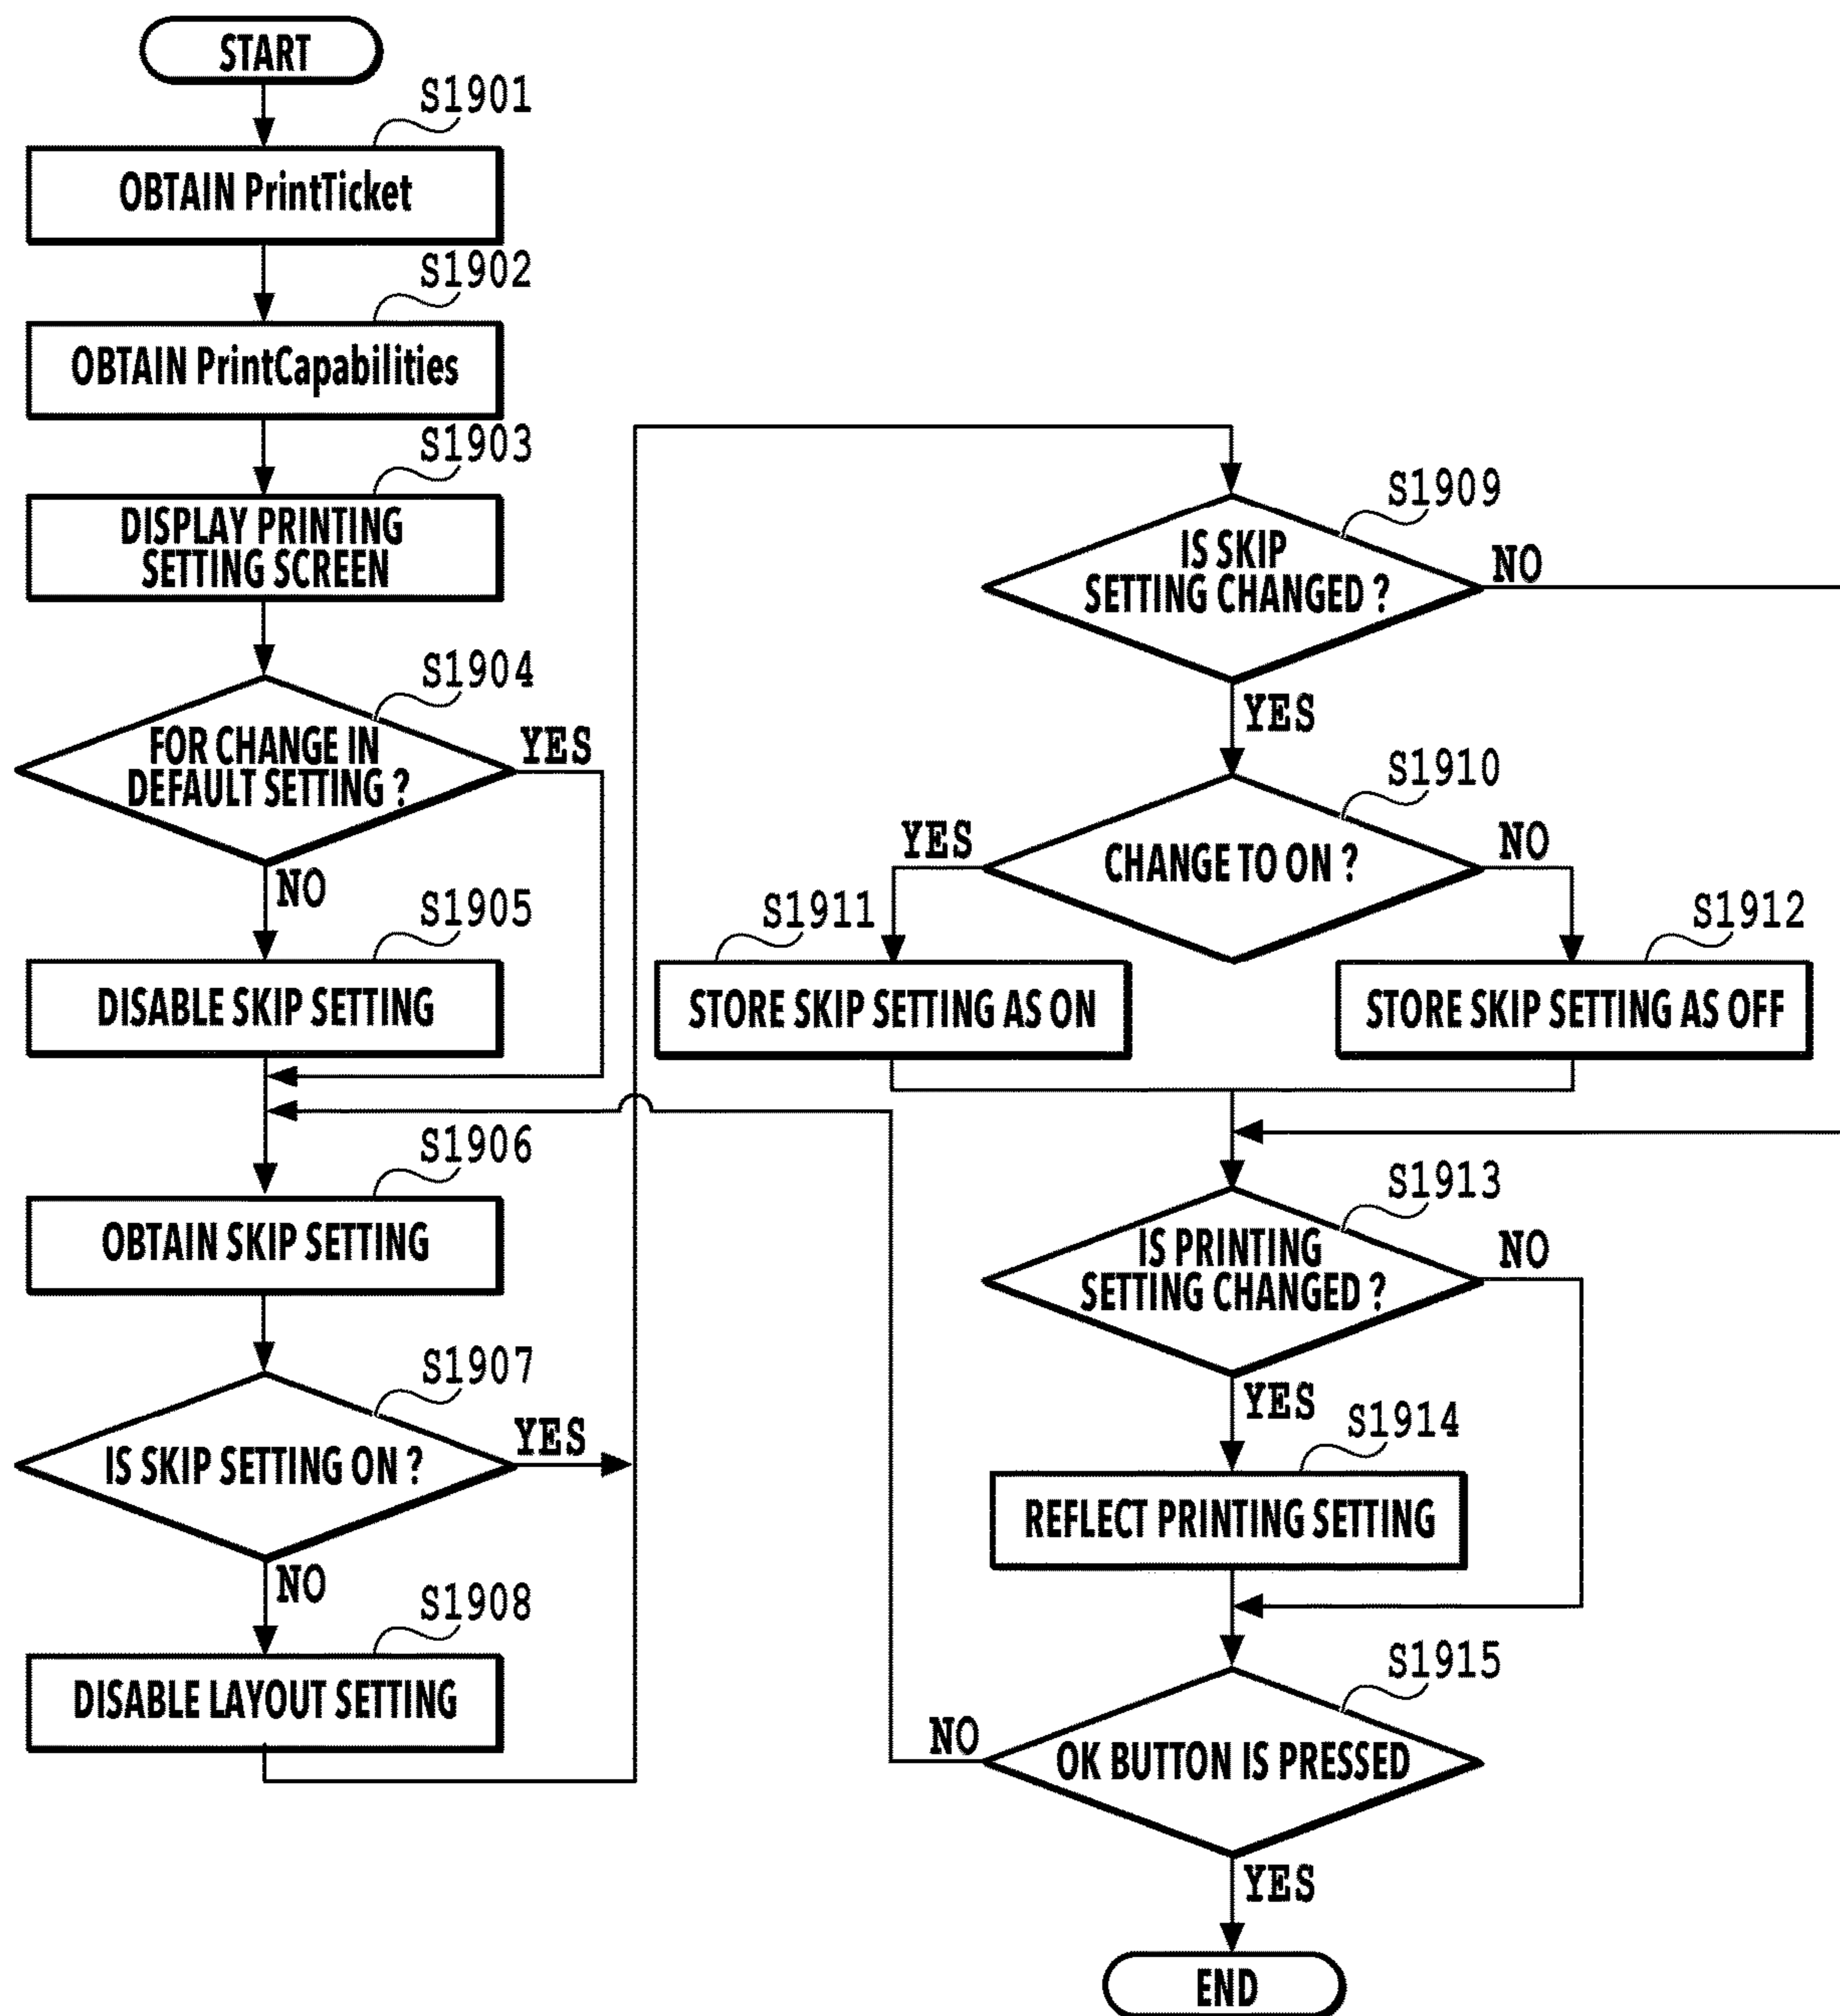 START
S1901
OBTAIN PrintTicket
S1902
OBTAIN PrintCapabilities
S1903
DISPLAY PRINTING
SETTING SCREEN
S1904
FOR CHANGE IN
DEFAULT SETTING ?
YES
NO
S1905
DISABLE SKIP SETTING
S1906
OBTAIN SKIP SETTING
S1907
IS SKIP SETTING ON ?
YES
NO
S1908
DISABLE LAYOUT SETTING
S1909
IS SKIP
SETTING CHANGED ?
NO
YES
S1910
CHANGE TO ON ?
YES
NO
S1911
STORE SKIP SETTING AS ON
S1912
STORE SKIP SETTING AS OFF
S1913
IS PRINTING
SETTING CHANGED ?
NO
YES
S1914
REFLECT PRINTING SETTING
S1915
OK BUTTON IS PRESSED
NO
YES
END